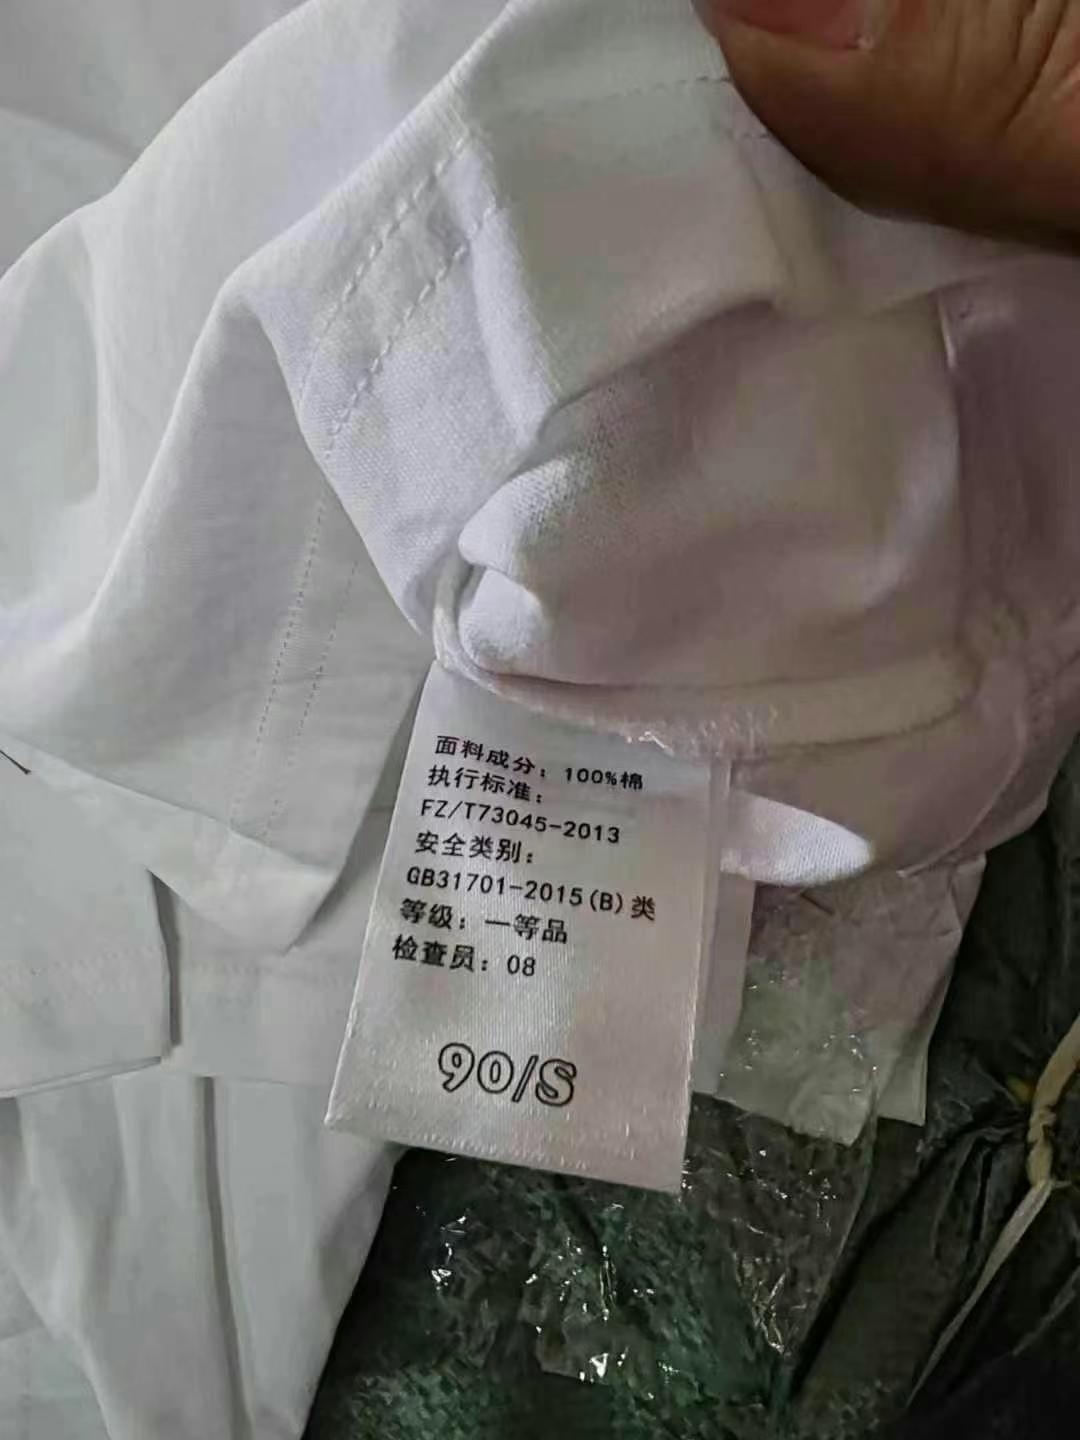 面料成分：100%棉
执行标准：
FZ/T73045-2013
安全类别：
GB31701-2015(B)类
等级：一等品
检查员：08
90/S